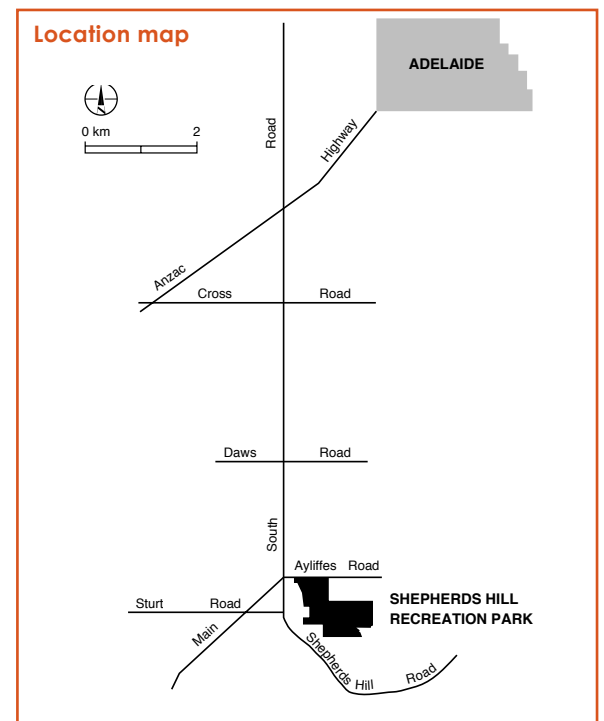 Location map
ADELAIDE
N
0 km 2
Road
Highway
Anzac
Cross Road
Daws Road
South
Ayliffes Road
SHEPHERDS HILL
RECREATION PARK
Sturt Road
Main
Shepherds Hill Road